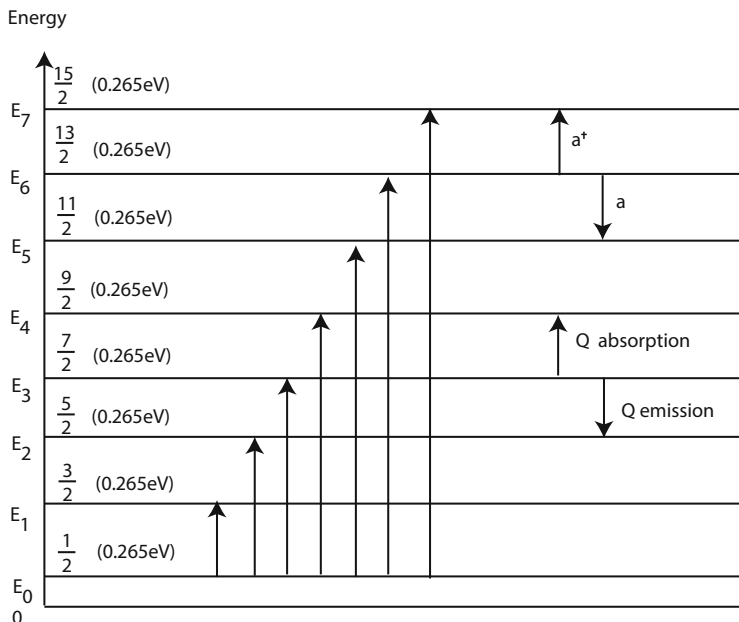 Energy
15/2 (0.265eV)
E7
13/2 (0.265eV)
a†
E6
11/2 (0.265eV)
a
E5
9/2 (0.265eV)
E4
7/2 (0.265eV)
Q absorption
E3
5/2 (0.265eV)
Q emission
E2
3/2 (0.265eV)
E1
1/2 (0.265eV)
E0
0